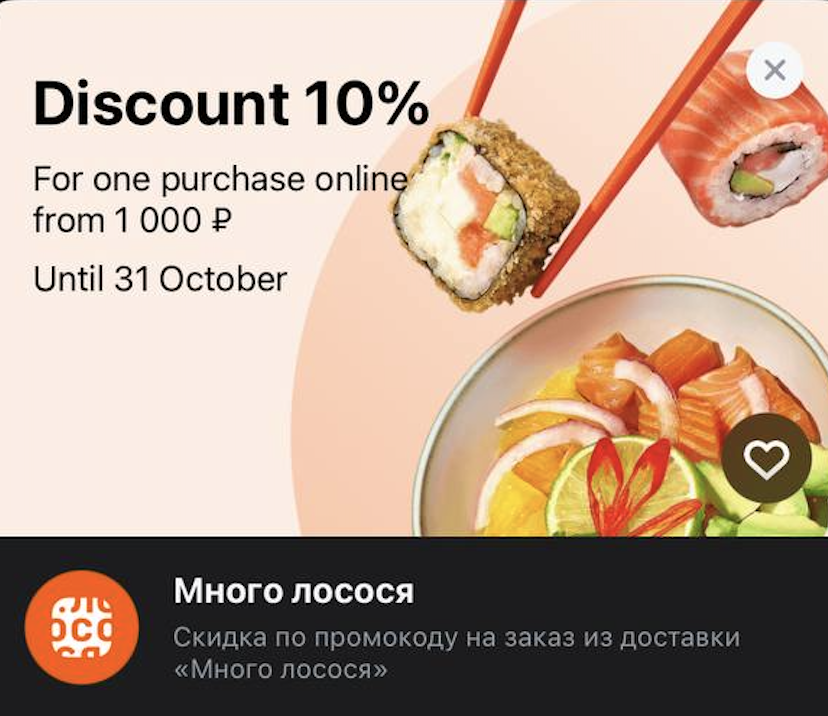 Discount 10%
For one purchase online
from 1 000 ₽
Until 31 October
Много лосося
Скидка по промокоду на заказ из доставки
«Много лосося»